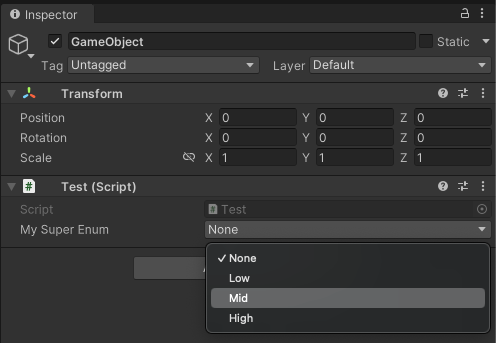 Inspector
GameObject Static
Tag Untagged Layer Default
Transform
Position X 0 Y 0 Z 0
Rotation X 0 Y 0 Z 0
Scale X 1 Y 1 Z 1
# Test (Script)
Script # Test
My Super Enum None
✓ None
Low
Mid
High